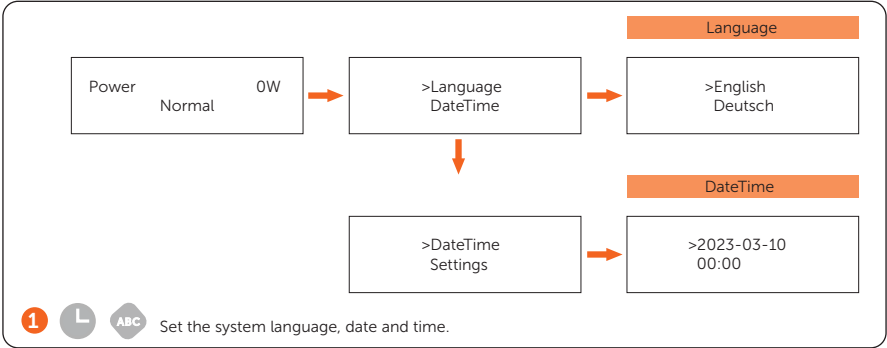 Language
Power 0W
Normal
>Language
DateTime
>English
Deutsch
DateTime
>DateTime
Settings
>2023-03-10
00:00
1 ABC Set the system language, date and time.